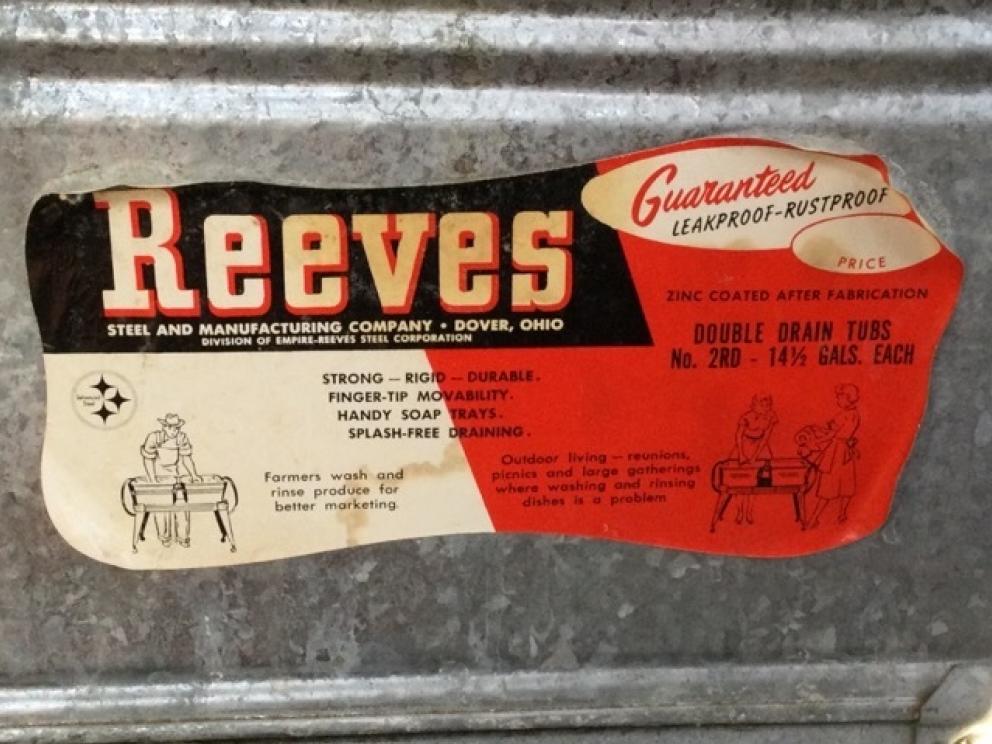 Reeves
STEEL AND MANUFACTURING COMPANY • DOVER, OHIO
DIVISION OF EMPIRE-REEVES STEEL CORPORATION
Guaranteed
LEAKPROOF-RUSTPROOF
PRICE
ZINC COATED AFTER FABRICATION
DOUBLE DRAIN TUBS
No. 2RD - 14½ GALS. EACH
STRONG — RIGID — DURABLE.
FINGER-TIP MOVABILITY.
HANDY SOAP TRAYS.
SPLASH-FREE DRAINING.
Farmers wash and
rinse produce for
better marketing.
Outdoor living — reunions,
picnics and large gatherings
where washing and rinsing
dishes is a problem